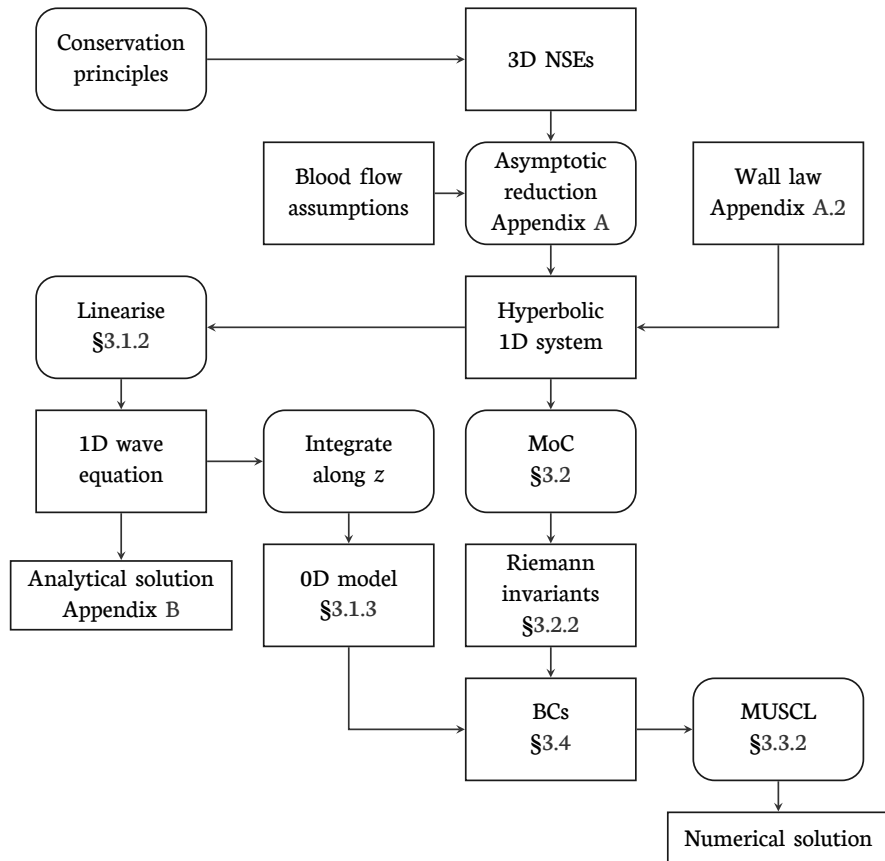 Conservation
principles
3D NSEs
Blood flow
assumptions
Asymptotic
reduction
Appendix A
Wall law
Appendix A.2
Linearise
§3.1.2
Hyperbolic
1D system
1D wave
equation
Integrate
along z
MoC
§3.2
Analytical solution
Appendix B
0D model
§3.1.3
Riemann
invariants
§3.2.2
BCs
§3.4
MUSCL
§3.3.2
Numerical solution